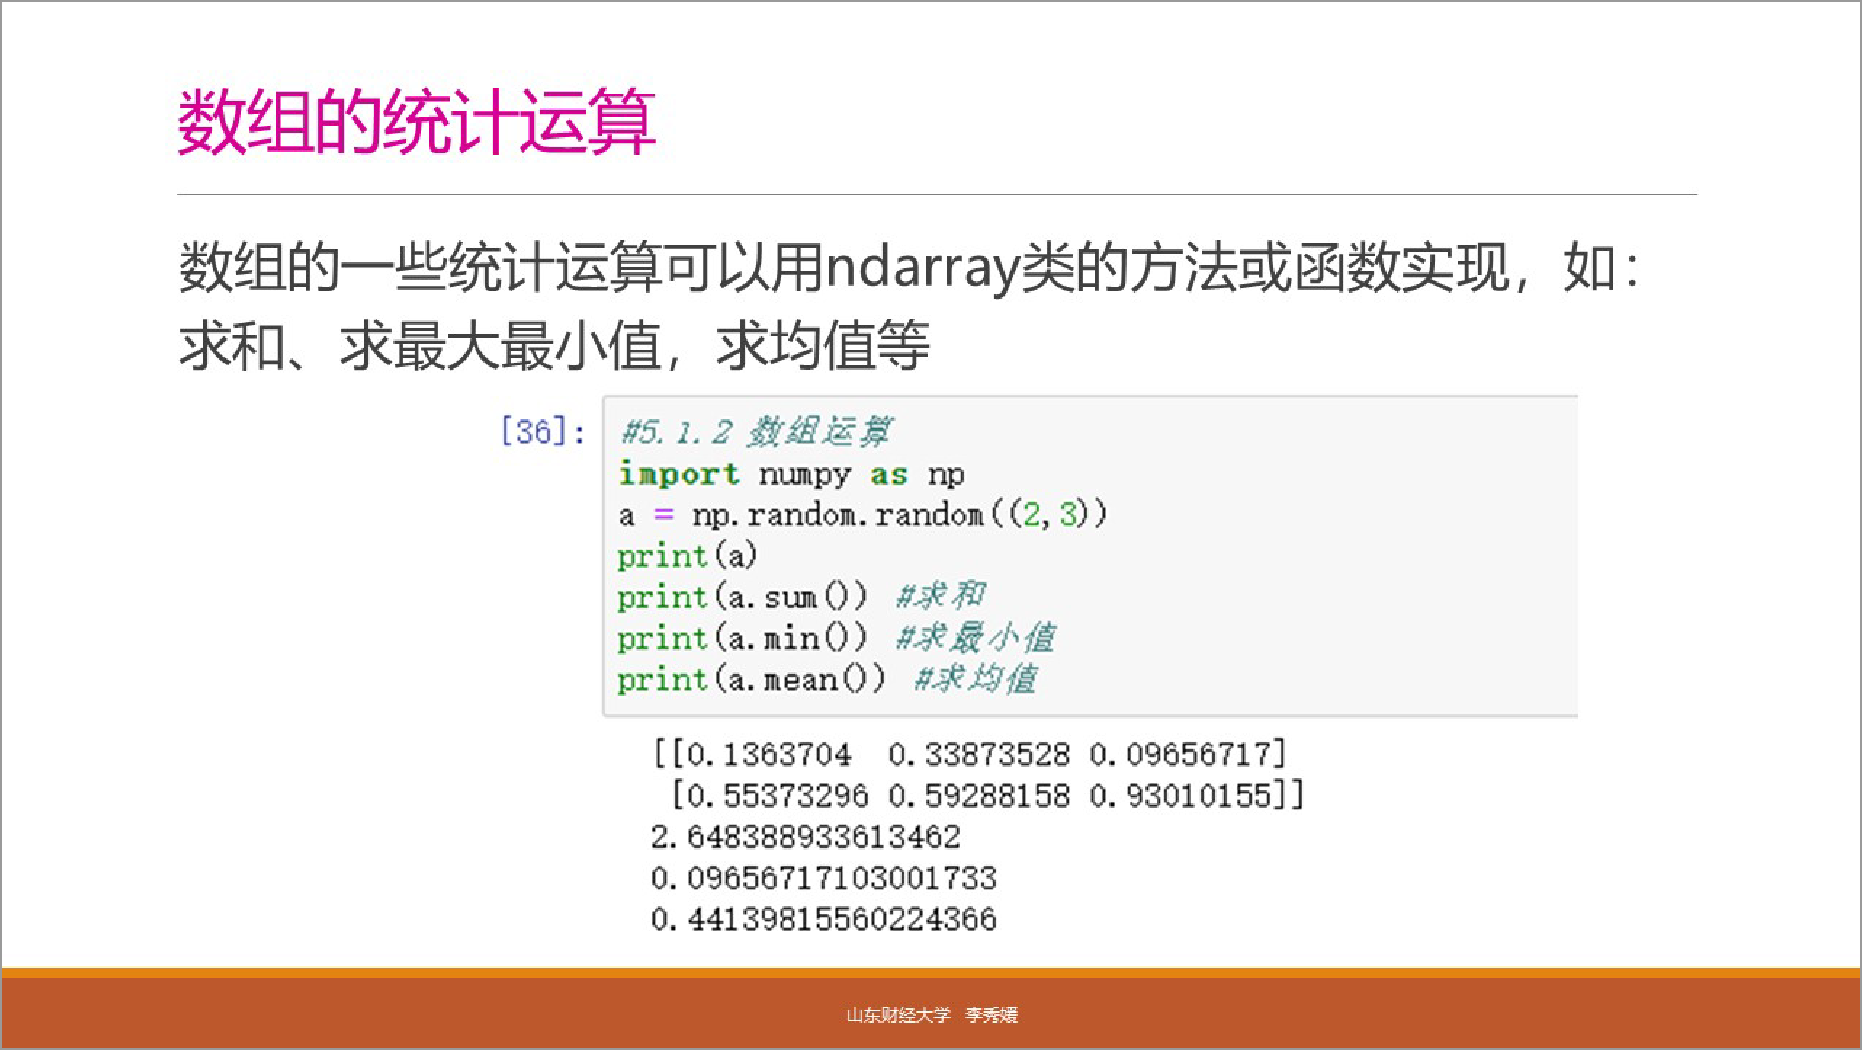 数组的统计运算
数组的一些统计运算可以用ndarray类的方法或函数实现，如：
求和、求最大最小值，求均值等
[36]: #5.1.2 数组运算
import numpy as np
a = np.random.random((2,3))
print(a)
print(a.sum()) #求和
print(a.min()) #求最小值
print(a.mean()) #求均值
[[0.1363704  0.33873528 0.09656717]
 [0.55373296 0.59288158 0.93010155]]
2.648388933613462
0.09656717103001733
0.44139815560224366
山东财经大学 李秀媛